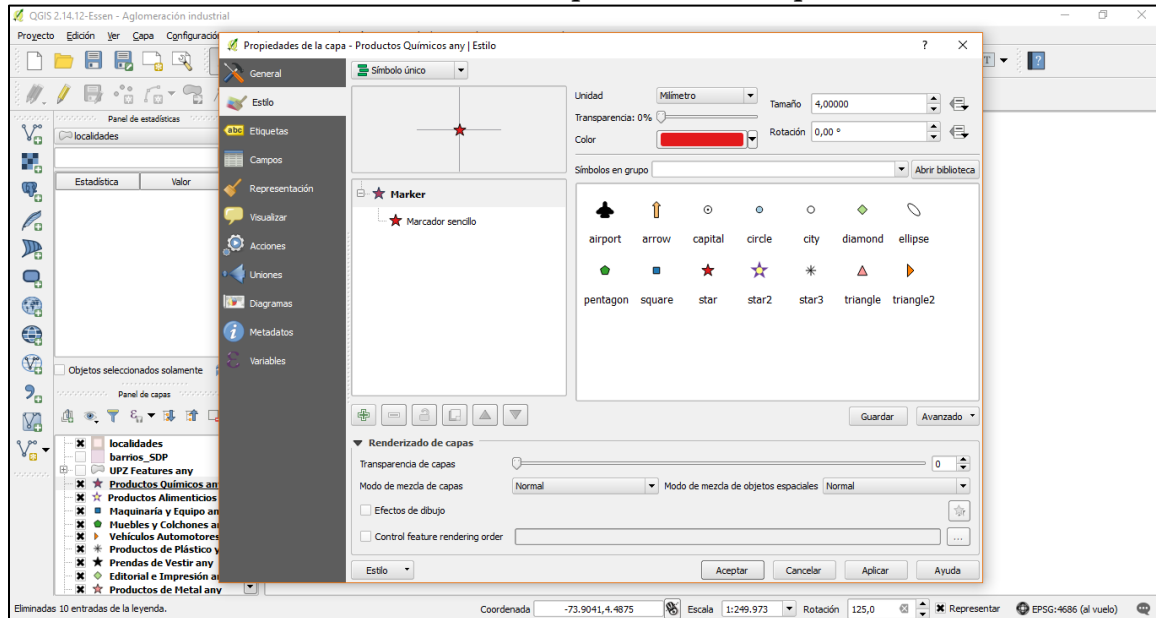 QGIS 2.14.12-Essen - Aglomeración industrial
Proyecto Edición Ver Capa Configuració
Propiedades de la capa - Productos Químicos any | Estilo
?
General
Estilo
Etiquetas
Campos
Representación
Visualizar
Acciones
Uniones
Diagramas
Metadatos
Variables
Símbolo único
Unidad
Milímetro
Tamaño
4,00000
Transparencia: 0%
Color
Rotación
0,00 °
Símbolos en grupo
Abrir biblioteca
Marker
Marcador sencillo
airport arrow capital circle city diamond ellipse
pentagon square star star2 star3 triangle triangle2
Guardar
Avanzado
Renderizado de capas
Transparencia de capas
0
Modo de mezcla de capas
Normal
Modo de mezcla de objetos espaciales
Normal
Efectos de dibujo
Control feature rendering order
...
Estilo
Aceptar
Cancelar
Aplicar
Ayuda
Panel de estadísticas
localidades
Estadística Valor
Objetos seleccionados solamente
Panel de capas
localidades
barrios_SDP
UPZ Features any
Productos Químicos an
Productos Alimenticios
Maquinaría y Equipo an
Muebles y Colchones a
Vehículos Automotores
Productos de Plástico y
Prendas de Vestir any
Editorial e Impresión a
Productos de Metal any
Eliminadas 10 entradas de la leyenda.
Coordenada
-73.9041,4.4875
Escala
1:249.973
Rotación
125,0
Representar
EPSG:4686 (al vuelo)